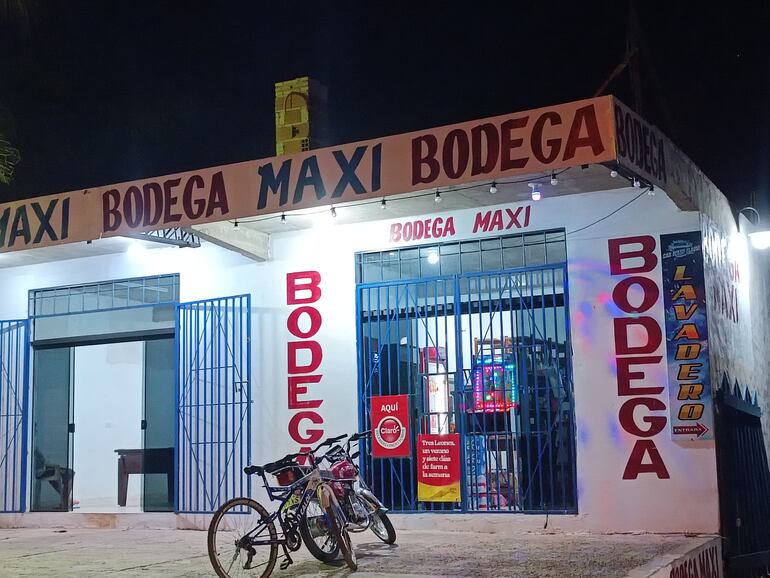 MAXI BODEGA MAXI BODEGA
BODEGA
BODEGA MAXI
BODEGA
BODEGA
LAVADERO
ENTRADA
MAXI
AQUÍ
Claro
Tres Leones,
un verano
y siete días
de farra
a la semana
BODEGA MAXI